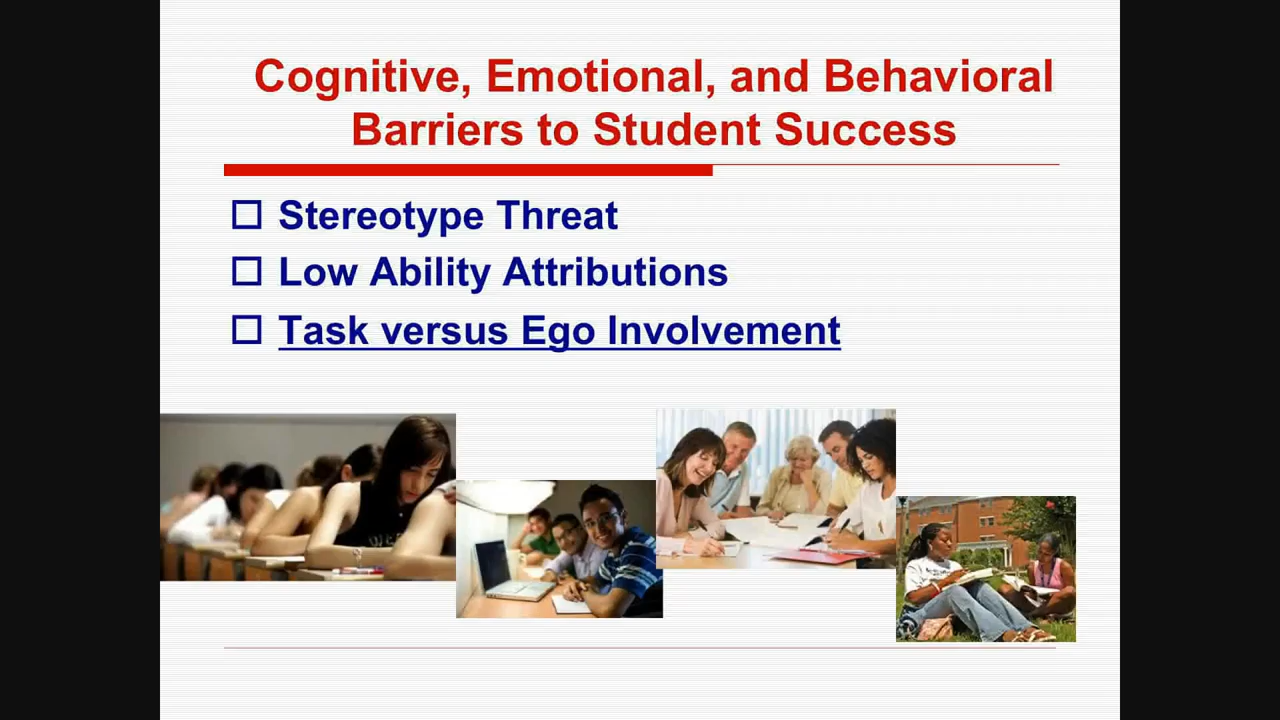 Cognitive, Emotional, and Behavioral
Barriers to Student Success
Stereotype Threat
Low Ability Attributions
Task versus Ego Involvement